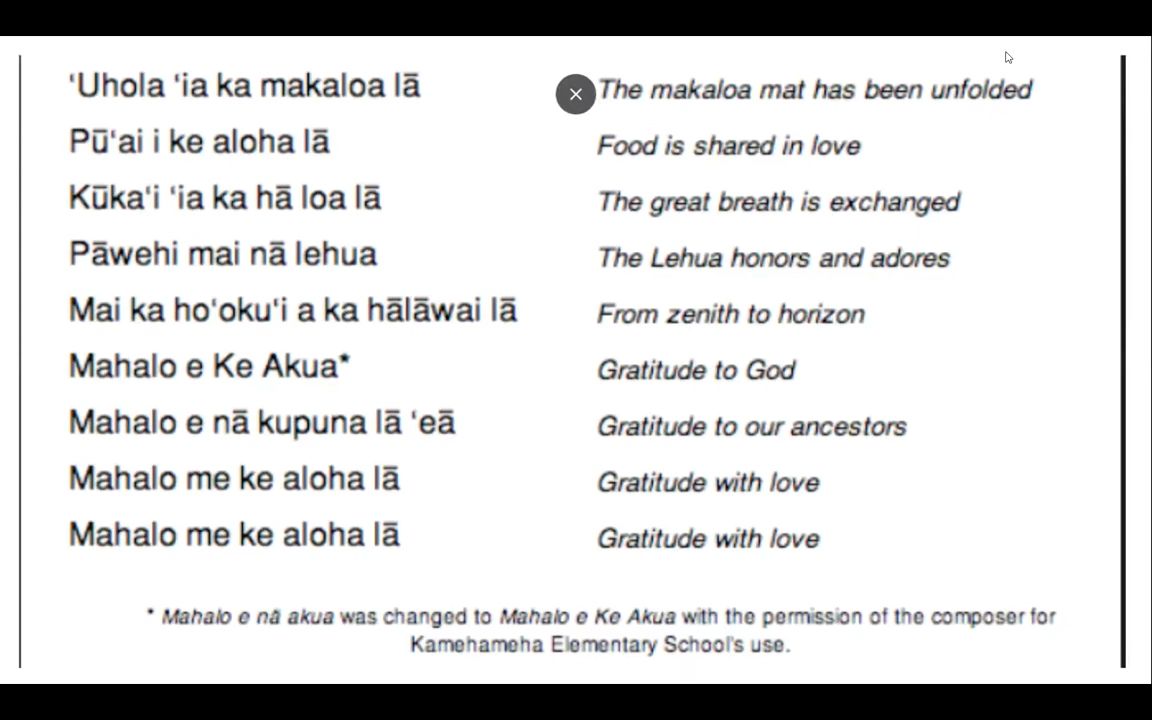 ʻUhola ʻia ka makaloa lā The makaloa mat has been unfolded
Pūʻai i ke aloha lā Food is shared in love
Kūkaʻi ʻia ka hā loa lā The great breath is exchanged
Pāwehi mai nā lehua The Lehua honors and adores
Mai ka hoʻokuʻi a ka hālāwai lā From zenith to horizon
Mahalo e Ke Akua* Gratitude to God
Mahalo e nā kupuna lā ʻeā Gratitude to our ancestors
Mahalo me ke aloha lā Gratitude with love
Mahalo me ke aloha lā Gratitude with love
* Mahalo e nā akua was changed to Mahalo e Ke Akua with the permission of the composer for
Kamehameha Elementary School's use.